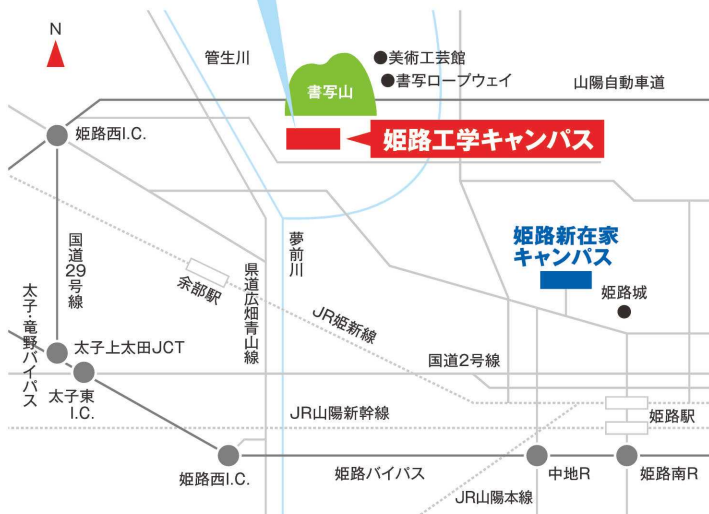 N
菅生川
●美術工芸館
●書写ロープウェイ
書写山
山陽自動車道
姫路西I.C.
姫路工学キャンパス
姫路新在家
キャンパス
姫路城
国道29号線
余部駅
県道広畑青山線
夢前川
JR姫新線
太子・竜野バイパス
太子上太田JCT
国道2号線
太子東
I.C.
JR山陽新幹線
姫路駅
姫路西I.C.
姫路バイパス
中地R
姫路南R
JR山陽本線